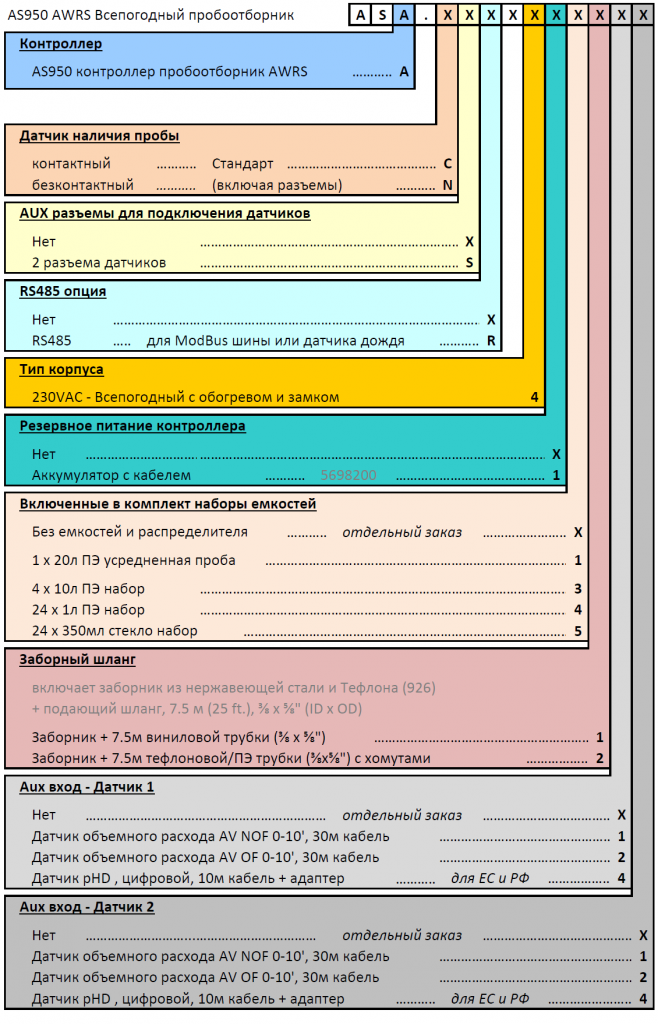 AS950 AWRS Всепогодный пробоотборник A S A . X X X X X X X X X X
Контроллер
AS950 контроллер пробоотборник AWRS ........... A
Датчик наличия пробы
контактный ........... Стандарт ........................................... C
безконтактный ........... (включая разъемы) ........... N
AUX разъемы для подключения датчиков
Нет ........................................................................ X
2 разъема датчиков ........................................................................ S
RS485 опция
Нет .................................................................................................... X
RS485 ..... для ModBus шины или датчика дождя ........... R
Тип корпуса
230VAC - Всепогодный с обогревом и замком 4
Резервное питание контроллера
Нет .................................................................................................... X
Аккумулятор с кабелем ........... 5698200 ........................................... 1
Включенные в комплект наборы емкостей
Без емкостей и распределителя ........... отдельный заказ ....................... X
1 x 20л ПЭ усредненная проба ............................................................ 1
4 x 10л ПЭ набор .................................................................................................... 3
24 x 1л ПЭ набор .................................................................................................... 4
24 x 350мл стекло набор ........................................................................................ 5
Заборный шланг
включает заборник из нержавеющей стали и Тефлона (926)
+ подающий шланг, 7.5 м (25 ft.), ⅜ x ⅝" (ID x OD)
Заборник + 7.5м виниловой трубки (⅜ x ⅝") ........................................................ 1
Заборник + 7.5м тефлоновой/ПЭ трубки (⅜x⅝") с хомутами ................. 2
Aux вход - Датчик 1
Нет ................................................................. отдельный заказ ................................... X
Датчик объемного расхода AV NOF 0-10', 30м кабель ............................................... 1
Датчик объемного расхода AV OF 0-10', 30м кабель ............................................... 2
Датчик pHD , цифровой, 10м кабель + адаптер ........... для ЕС и РФ ................. 4
Aux вход - Датчик 2
Нет ................................................................. отдельный заказ ......................................... X
Датчик объемного расхода AV NOF 0-10', 30м кабель ..................................................... 1
Датчик объемного расхода AV OF 0-10', 30м кабель ..................................................... 2
Датчик pHD , цифровой, 10м кабель + адаптер ........... для ЕС и РФ ....................... 4